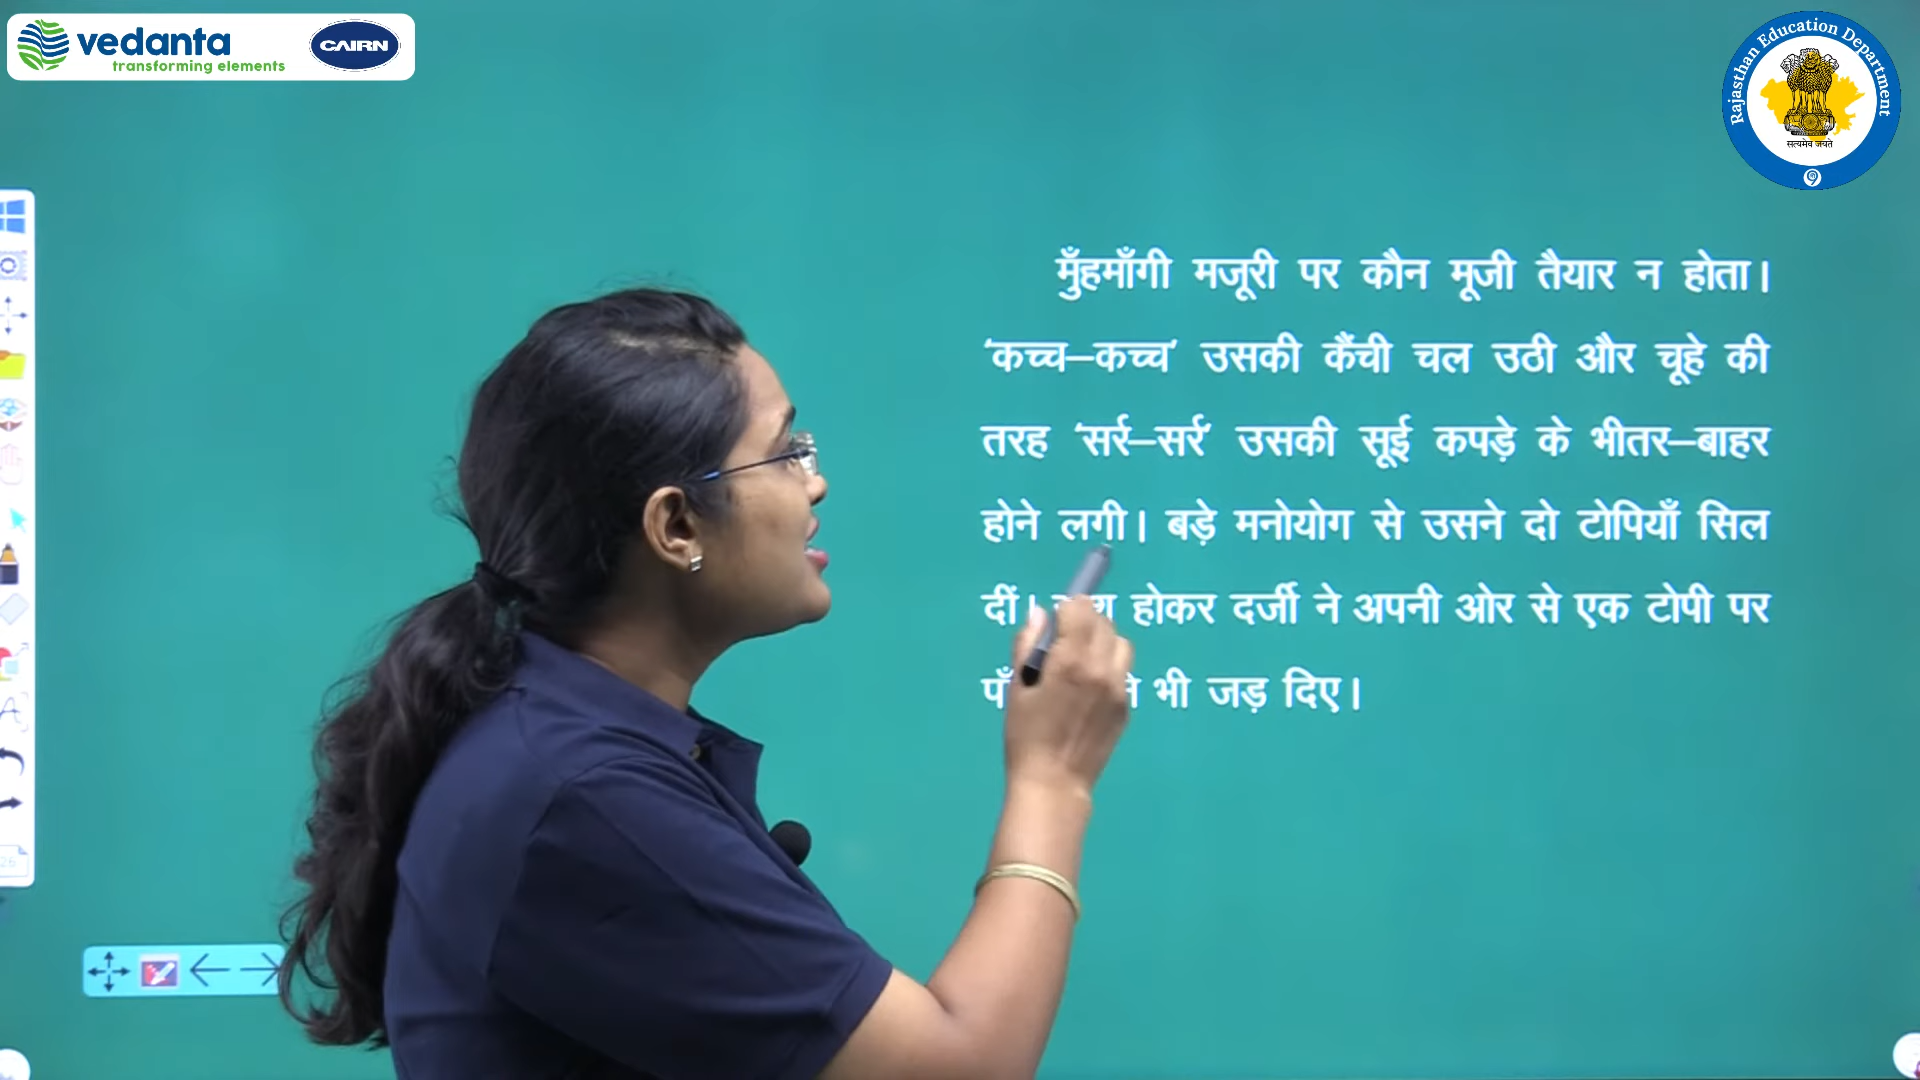 vedanta
transforming elements
CAIRN
Rajasthan Education Department
सत्यमेव जयते
मुँहमाँगी मजूरी पर कौन मूजी तैयार न होता।
‘कच्च–कच्च’ उसकी कैंची चल उठी और चूहे की
तरह ‘सर्र–सर्र’ उसकी सूई कपड़े के भीतर–बाहर
होने लगी। बड़े मनोयोग से उसने दो टोपियाँ सिल
दीं। होकर दर्जी ने अपनी ओर से एक टोपी पर
भी जड़ दिए।
26